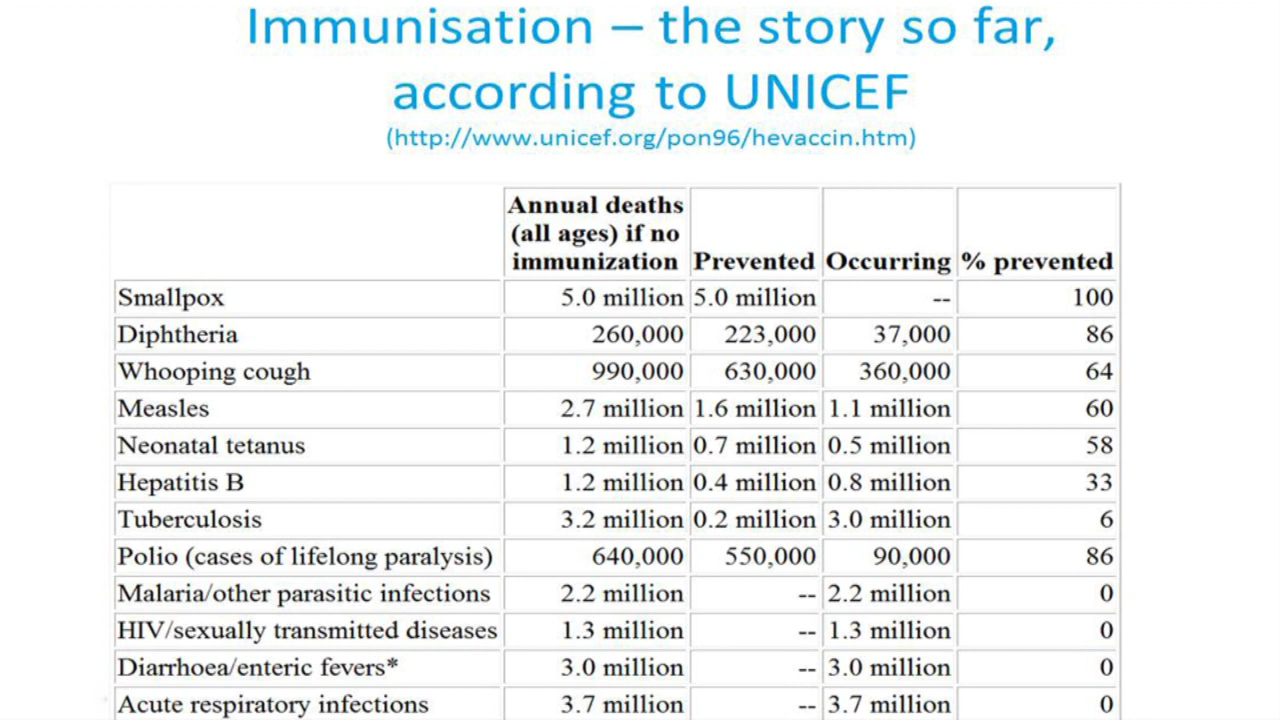 Immunisation – the story so far,
according to UNICEF
(http://www.unicef.org/pon96/hevaccin.htm)
Annual deaths
(all ages) if no
immunization Prevented Occurring % prevented
Smallpox 5.0 million 5.0 million -- 100
Diphtheria 260,000 223,000 37,000 86
Whooping cough 990,000 630,000 360,000 64
Measles 2.7 million 1.6 million 1.1 million 60
Neonatal tetanus 1.2 million 0.7 million 0.5 million 58
Hepatitis B 1.2 million 0.4 million 0.8 million 33
Tuberculosis 3.2 million 0.2 million 3.0 million 6
Polio (cases of lifelong paralysis) 640,000 550,000 90,000 86
Malaria/other parasitic infections 2.2 million -- 2.2 million 0
HIV/sexually transmitted diseases 1.3 million -- 1.3 million 0
Diarrhoea/enteric fevers* 3.0 million -- 3.0 million 0
Acute respiratory infections 3.7 million -- 3.7 million 0